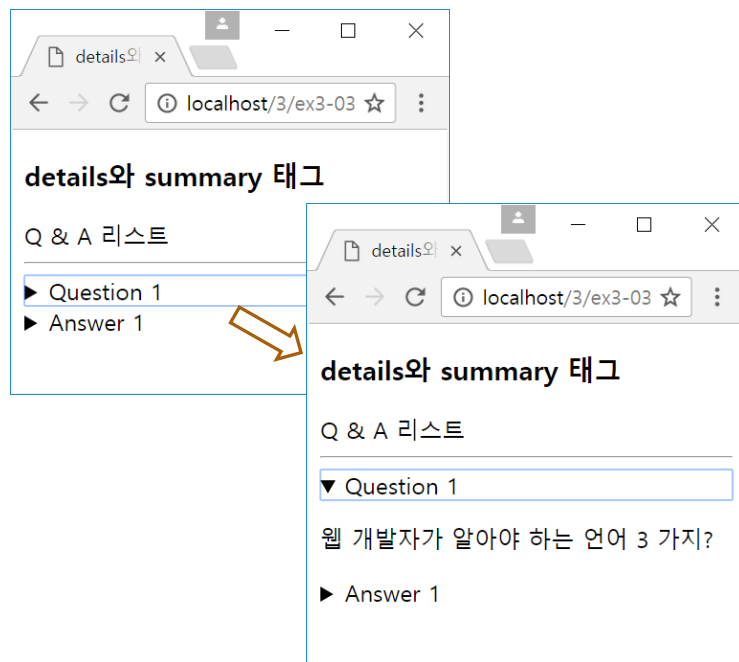 details와
localhost/3/ex3-03
details와 summary 태그
Q & A 리스트
Question 1
Answer 1
details와
localhost/3/ex3-03
details와 summary 태그
Q & A 리스트
Question 1
웹 개발자가 알아야 하는 언어 3 가지?
Answer 1